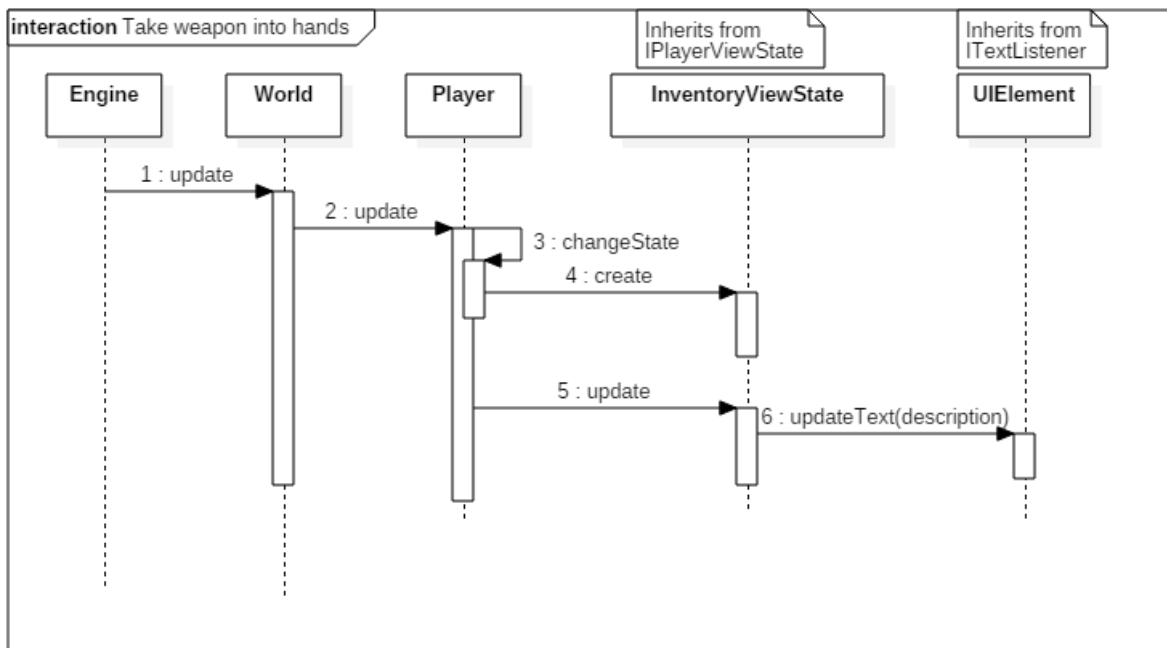 interaction Take weapon into hands
Inherits from
IPlayerViewState
Inherits from
ITextListener
Engine
World
Player
InventoryViewState
UIElement
1 : update
2 : update
3 : changeState
4 : create
5 : update
6 : updateText(description)